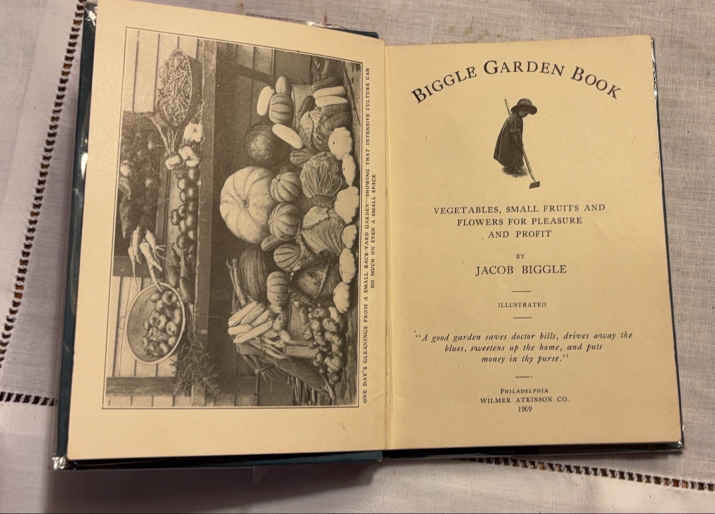 ONE DAY'S GLEANINGS FROM A SMALL BACK-YARD GARDEN—SHOWING THAT INTENSIVE CULTURE CAN
DO MUCH ON EVEN A SMALL SPACE
BIGGLE GARDEN BOOK
VEGETABLES, SMALL FRUITS AND
FLOWERS FOR PLEASURE
AND PROFIT
BY
JACOB BIGGLE
ILLUSTRATED
"A good garden saves doctor bills, drives away the
blues, sweetens up the home, and puts
money in thy purse."
PHILADELPHIA
WILMER ATKINSON CO.
1909